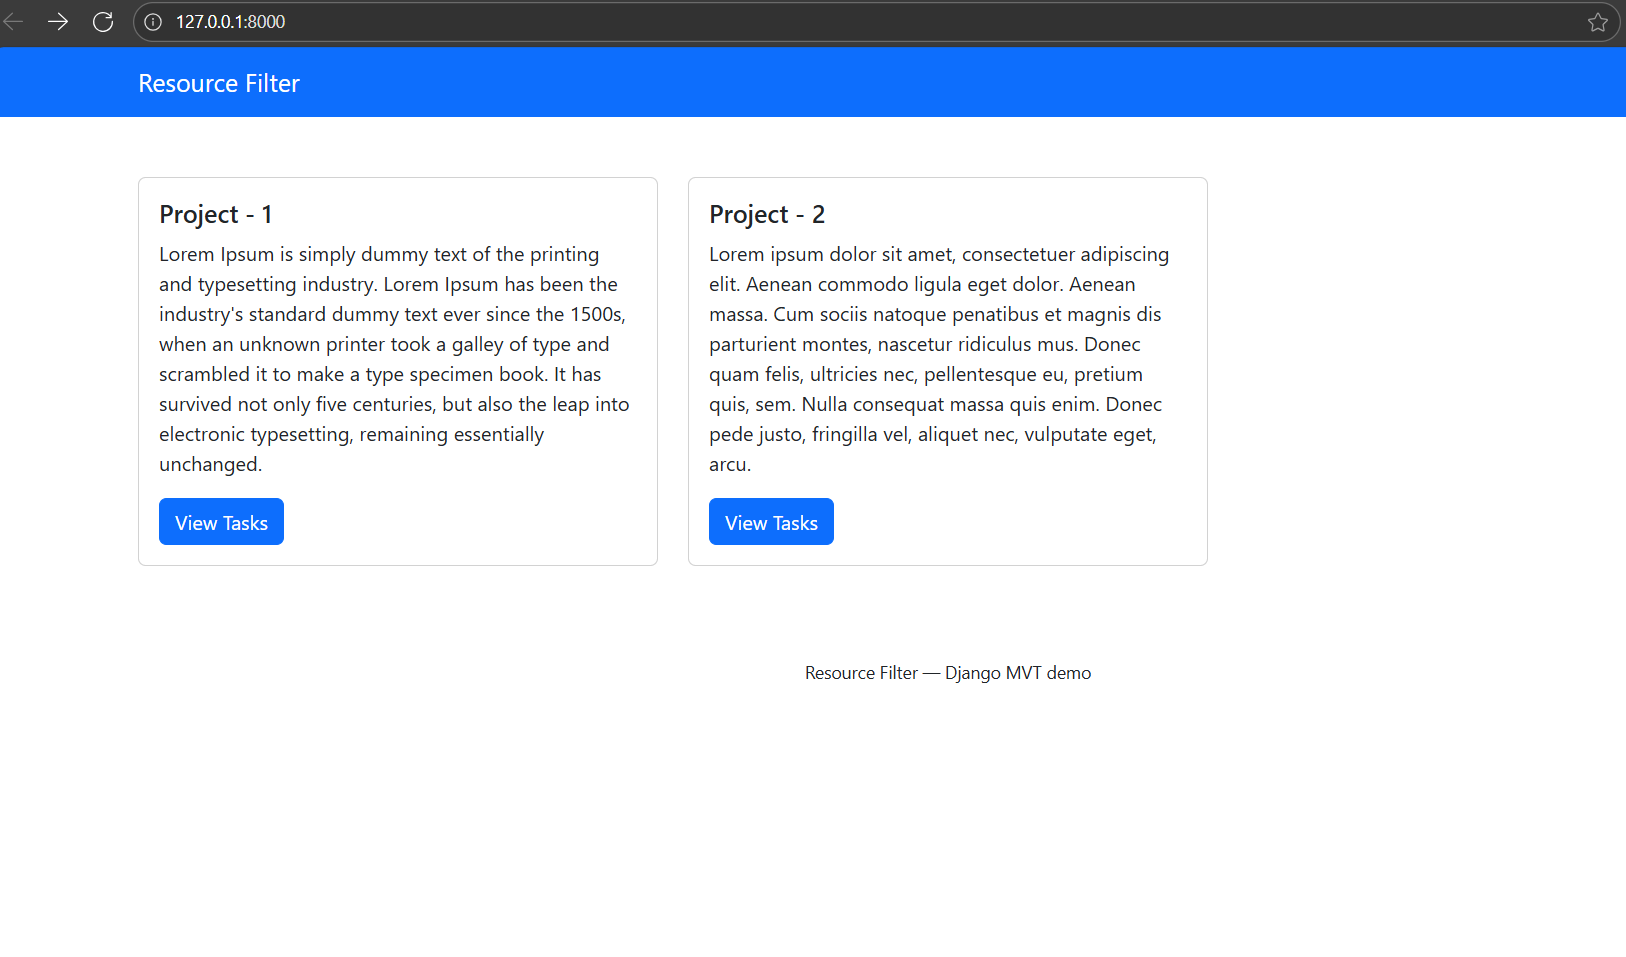 127.0.0.1:8000
Resource Filter
Project - 1
Lorem Ipsum is simply dummy text of the printing
and typesetting industry. Lorem Ipsum has been the
industry's standard dummy text ever since the 1500s,
when an unknown printer took a galley of type and
scrambled it to make a type specimen book. It has
survived not only five centuries, but also the leap into
electronic typesetting, remaining essentially
unchanged.
View Tasks
Project - 2
Lorem ipsum dolor sit amet, consectetuer adipiscing
elit. Aenean commodo ligula eget dolor. Aenean
massa. Cum sociis natoque penatibus et magnis dis
parturient montes, nascetur ridiculus mus. Donec
quam felis, ultricies nec, pellentesque eu, pretium
quis, sem. Nulla consequat massa quis enim. Donec
pede justo, fringilla vel, aliquet nec, vulputate eget,
arcu.
View Tasks
Resource Filter — Django MVT demo